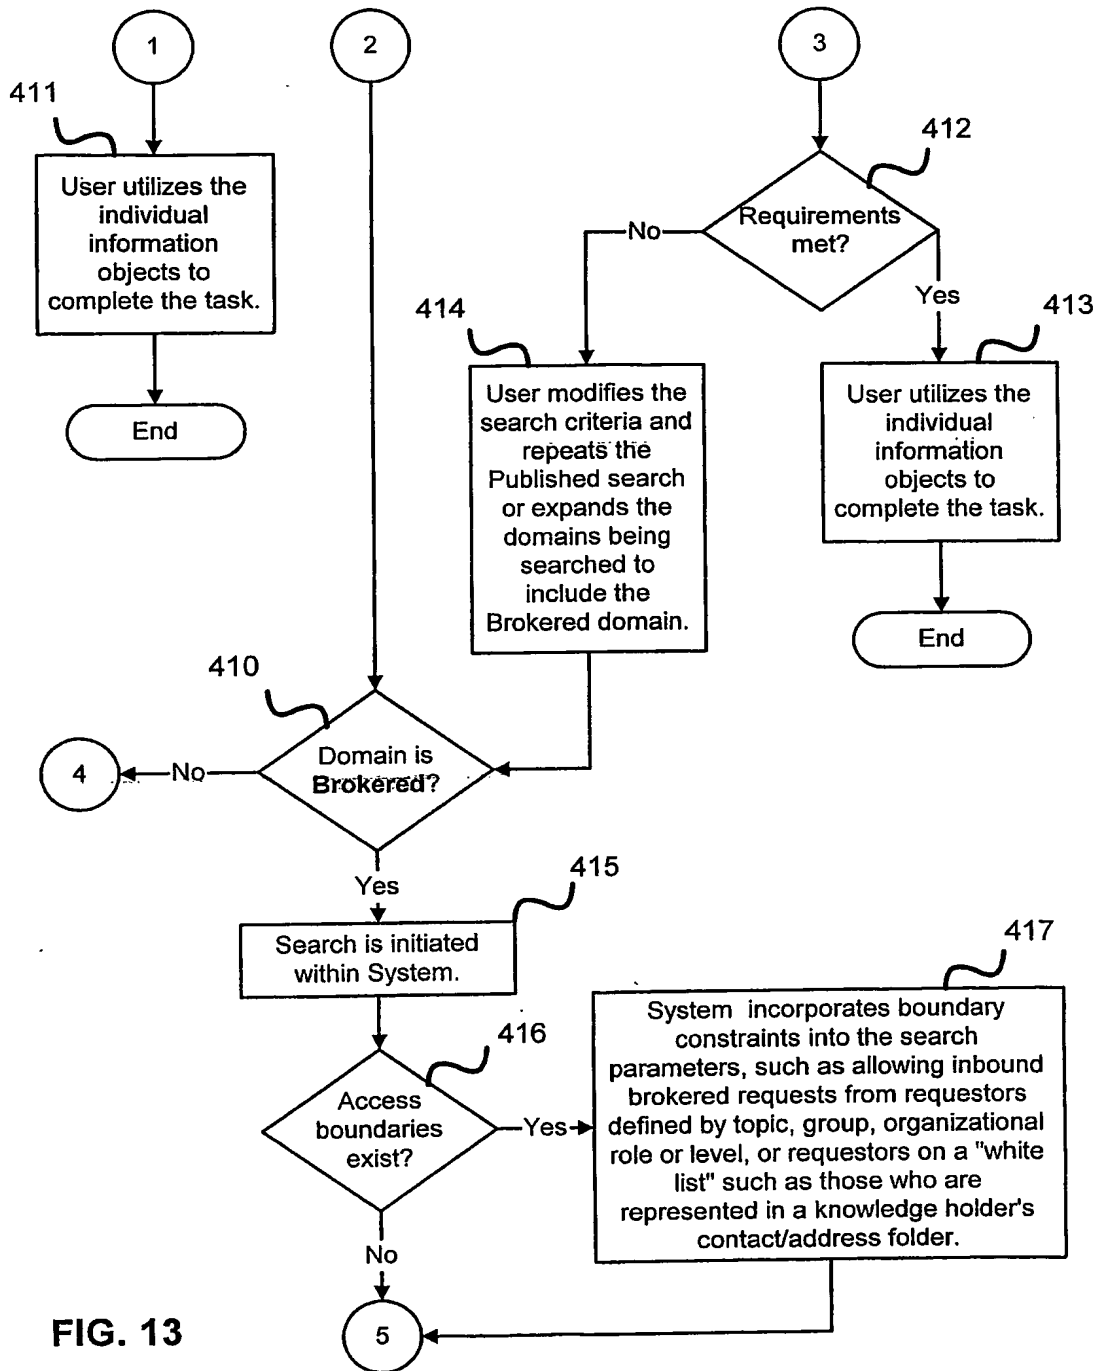 1
2
3
411
User utilizes the
individual
information
objects to
complete the task.
End
412
Requirements
met?
No
Yes
414
User modifies the
search criteria and
repeats the
Published search
or expands the
domains being
searched to
include the
Brokered domain.
413
User utilizes the
individual
information
objects to
complete the task.
End
410
Domain is
Brokered?
No
4
Yes
415
Search is initiated
within System.
416
Access
boundaries
exist?
Yes
417
System incorporates boundary
constraints into the search
parameters, such as allowing inbound
brokered requests from requestors
defined by topic, group, organizational
role or level, or requestors on a "white
list" such as those who are
represented in a knowledge holder's
contact/address folder.
No
5
FIG. 13